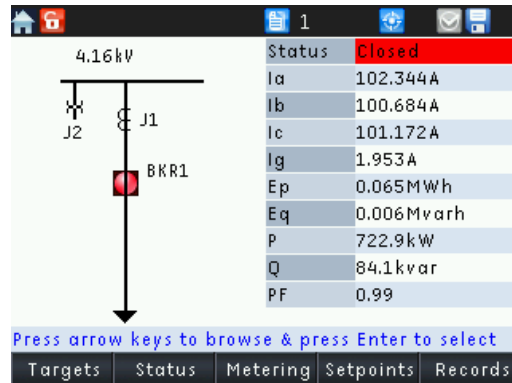 1
4.16kV
J2
J1
BKR1
Status Closed
Ia 102.344A
Ib 100.684A
Ic 101.172A
Ig 1.953A
Ep 0.065MWh
Eq 0.006Mvarh
P 722.9kW
Q 84.1kvar
PF 0.99
Press arrow keys to browse & press Enter to select
Targets Status Metering Setpoints Records